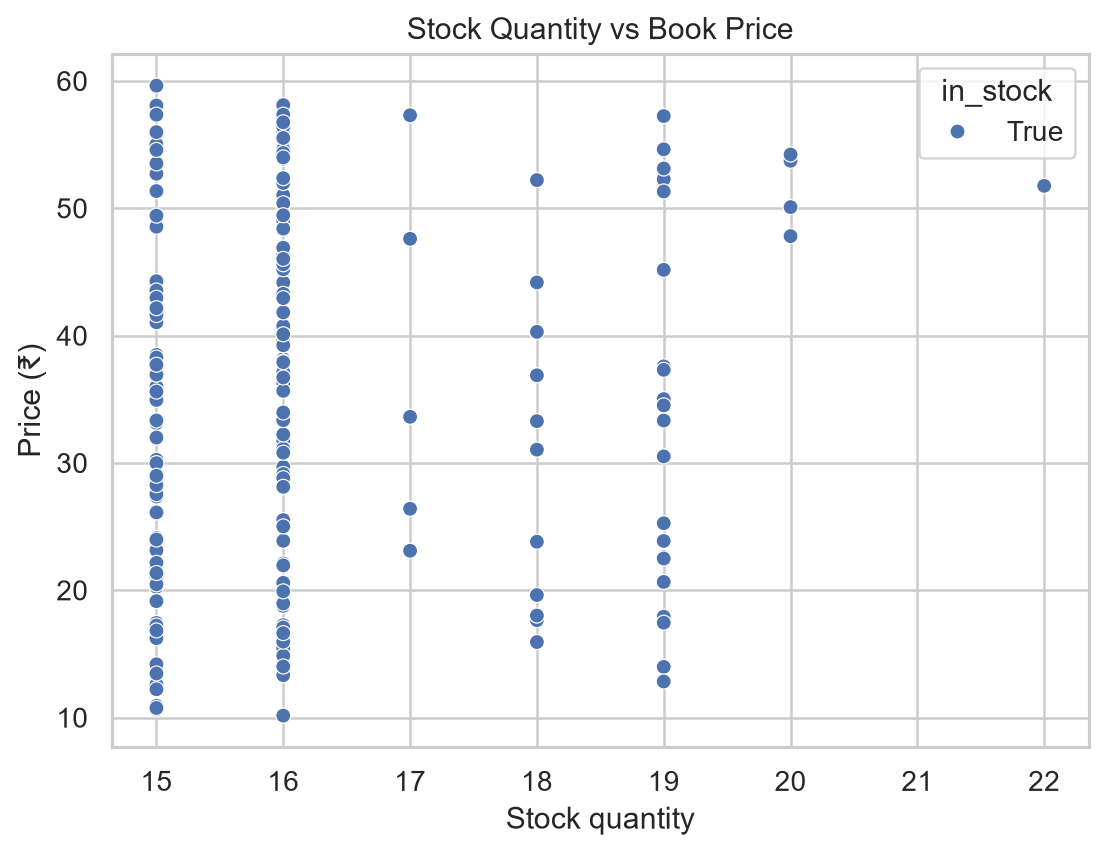 Stock Quantity vs Book Price
in_stock
True
60
50
40
30
20
10
Price (₹)
15 16 17 18 19 20 21 22
Stock quantity